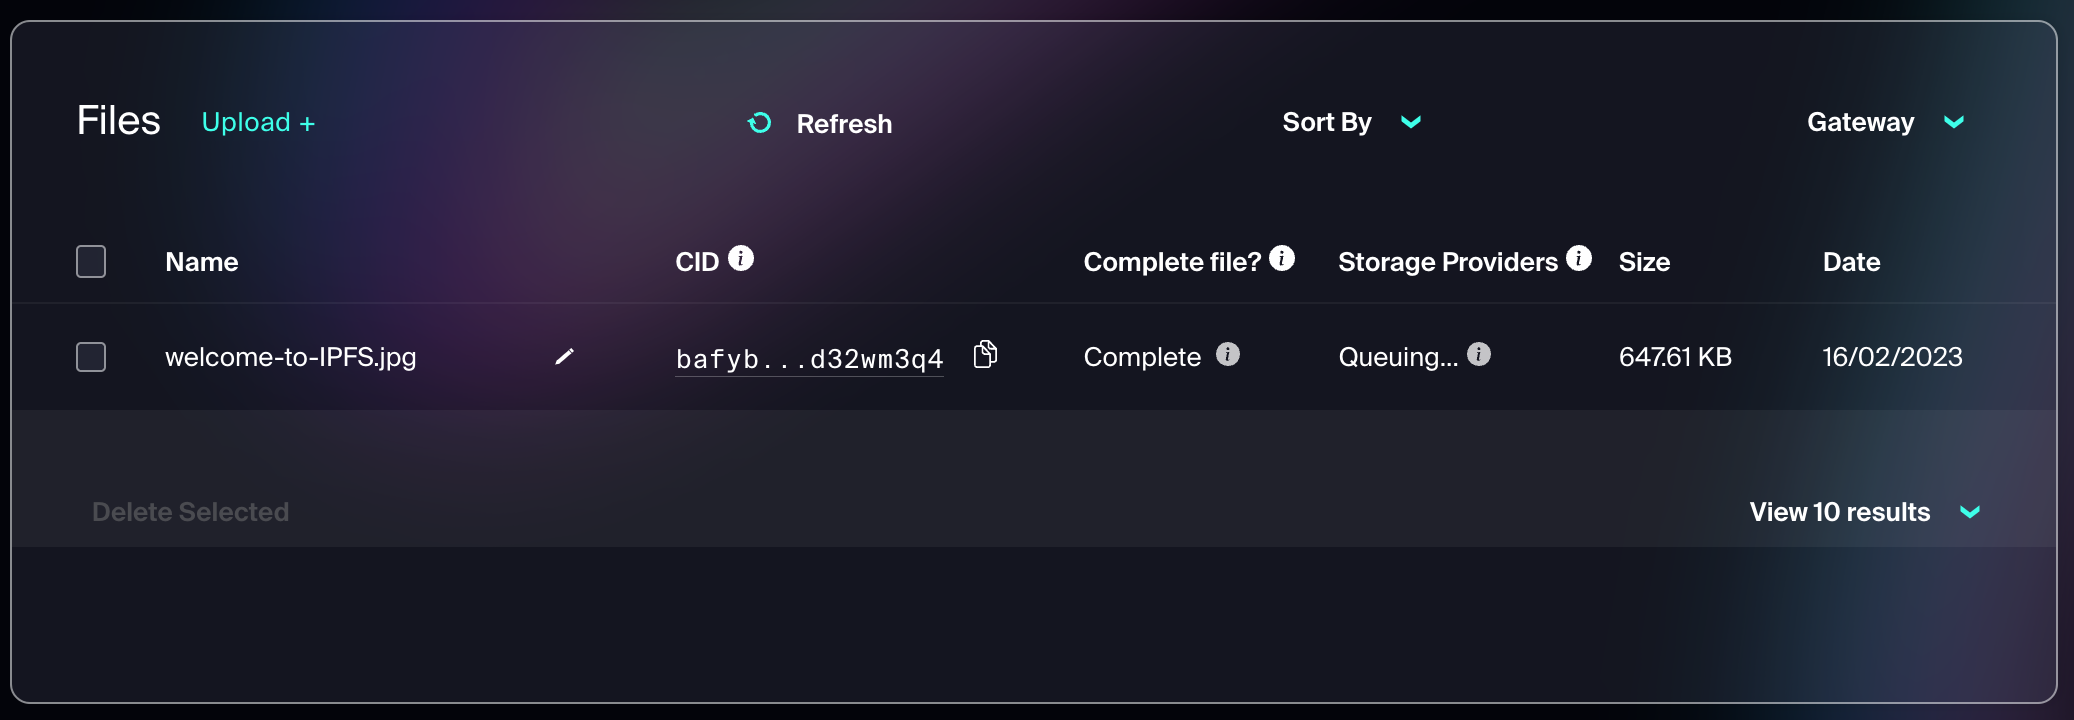 Files Upload + Refresh Sort By Gateway
Name CID i Complete file? i Storage Providers i Size Date
welcome-to-IPFS.jpg bafyb...d32wm3q4 Complete i Queuing... i 647.61 KB 16/02/2023
Delete Selected View 10 results